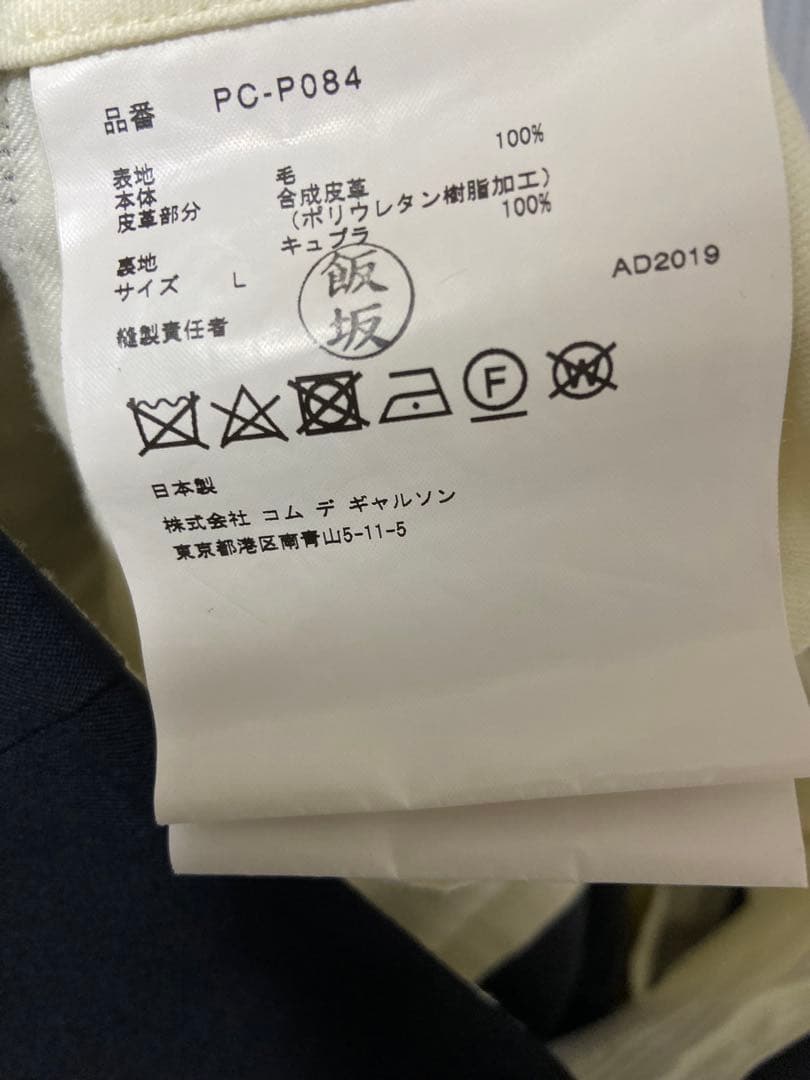 品番 PC-P084
表地
本体 毛 100%
皮革部分 合成皮革
(ポリウレタン樹脂加工)
裏地 キュプラ 100%
サイズ L AD2019
縫製責任者 飯坂
F
W
日本製
株式会社 コム デ ギャルソン
東京都港区南青山5-11-5